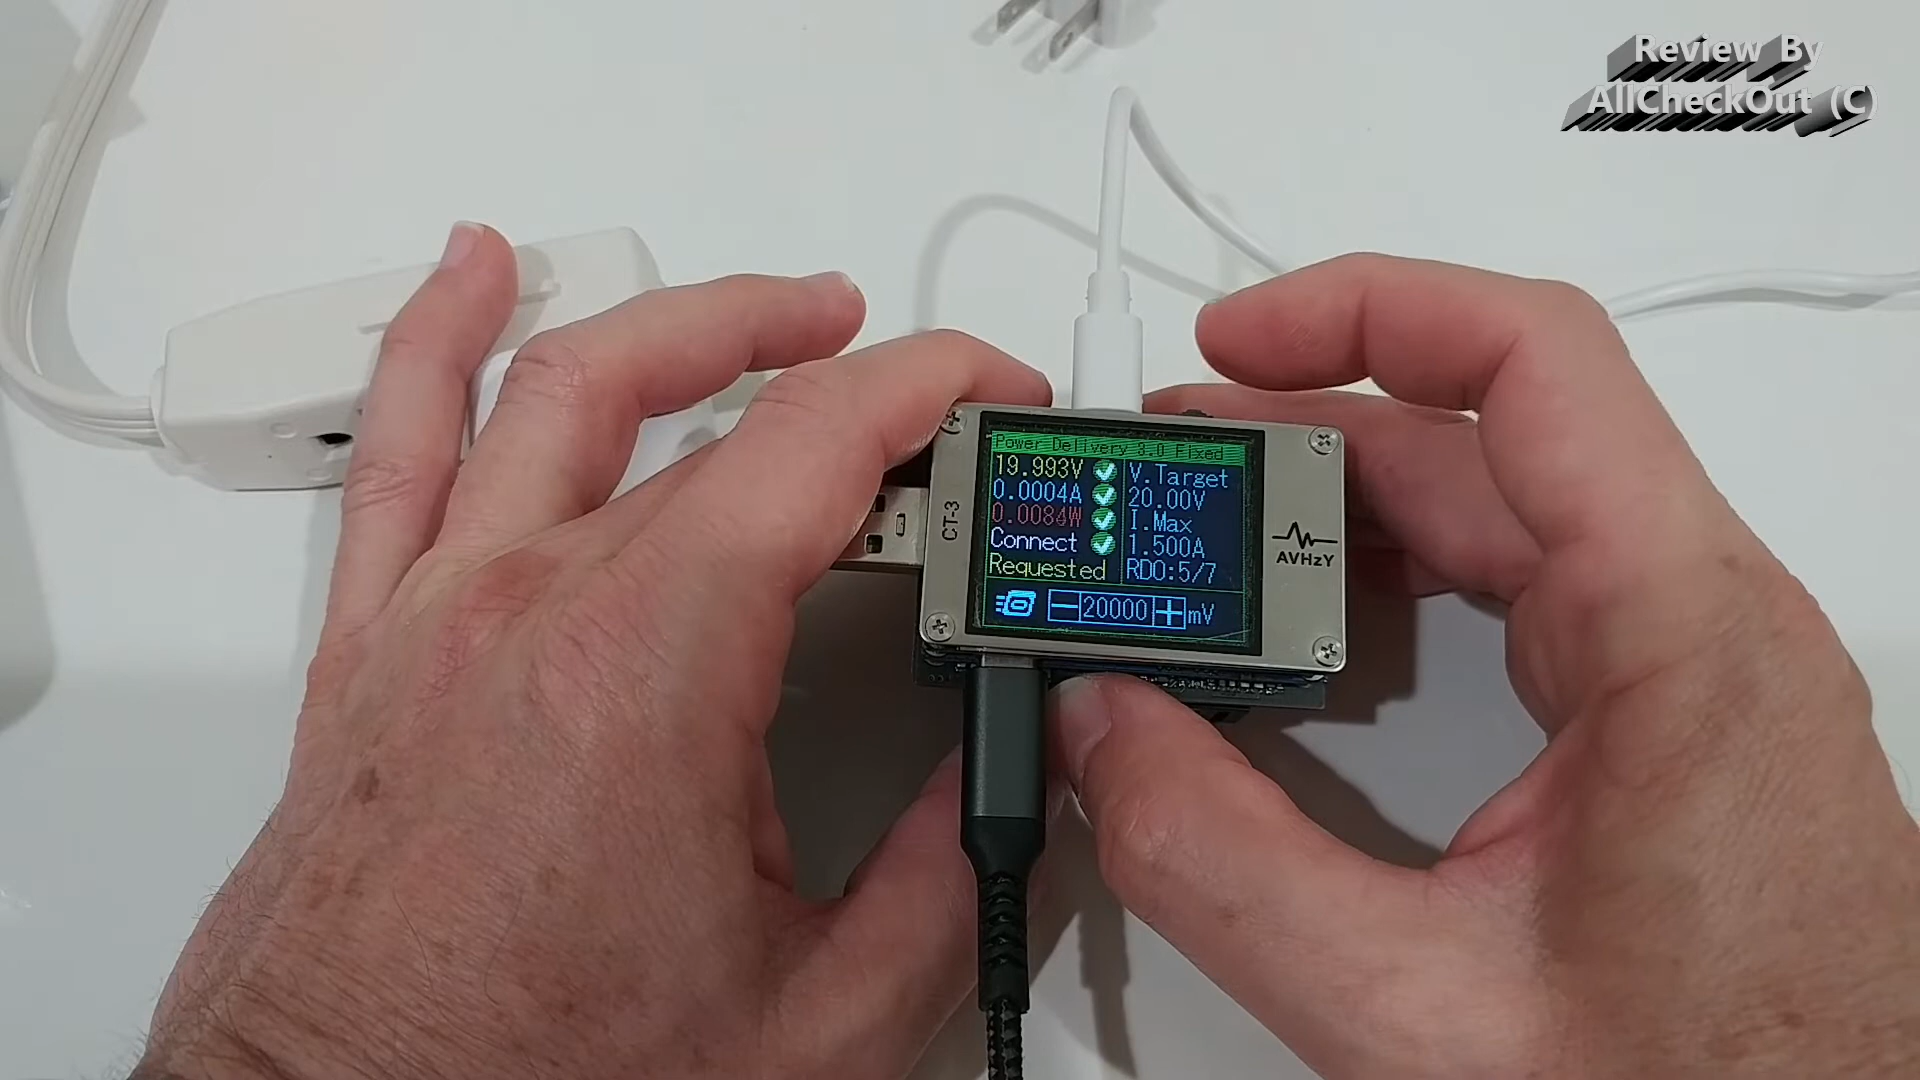 Review By
AllCheckOut (C)
Power Delivery 3.0 Fixed
19.993V
0.0004A
0.0084W
Connect
Requested
V.Target
20.00V
I.Max
1.500A
RDO:5/7
20000 mV
CT-3
AVHzY